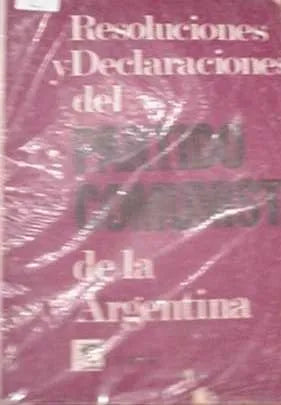 Resoluciones
y Declaraciones
del
PARTIDO
COMUNIST
de la
Argentina